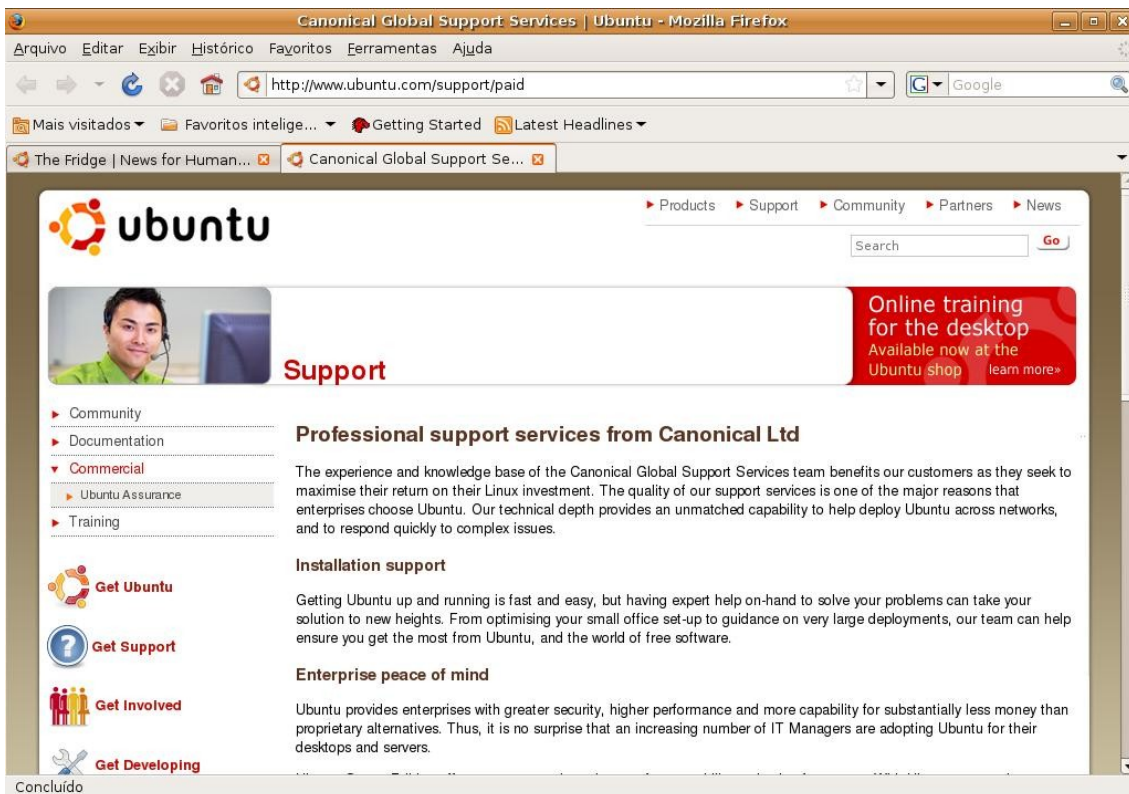 Canonical Global Support Services | Ubuntu - Mozilla Firefox
Arquivo Editar Exibir Histórico Favoritos Ferramentas Ajuda
http://www.ubuntu.com/support/paid
G Google
Mais visitados Favoritos intelige... Getting Started Latest Headlines
The Fridge | News for Human... Canonical Global Support Se...
ubuntu
Products Support Community Partners News
Search Go
Online training
for the desktop
Available now at the
Ubuntu shop learn more»
Support
Community
Documentation
Commercial
Ubuntu Assurance
Training
Get Ubuntu
Get Support
Get Involved
Get Developing
Professional support services from Canonical Ltd
The experience and knowledge base of the Canonical Global Support Services team benefits our customers as they seek to
maximise their return on their Linux investment. The quality of our support services is one of the major reasons that
enterprises choose Ubuntu. Our technical depth provides an unmatched capability to help deploy Ubuntu across networks,
and to respond quickly to complex issues.
Installation support
Getting Ubuntu up and running is fast and easy, but having expert help on-hand to solve your problems can take your
solution to new heights. From optimising your small office set-up to guidance on very large deployments, our team can help
ensure you get the most from Ubuntu, and the world of free software.
Enterprise peace of mind
Ubuntu provides enterprises with greater security, higher performance and more capability for substantially less money than
proprietary alternatives. Thus, it is no surprise that an increasing number of IT Managers are adopting Ubuntu for their
desktops and servers.
Concluído